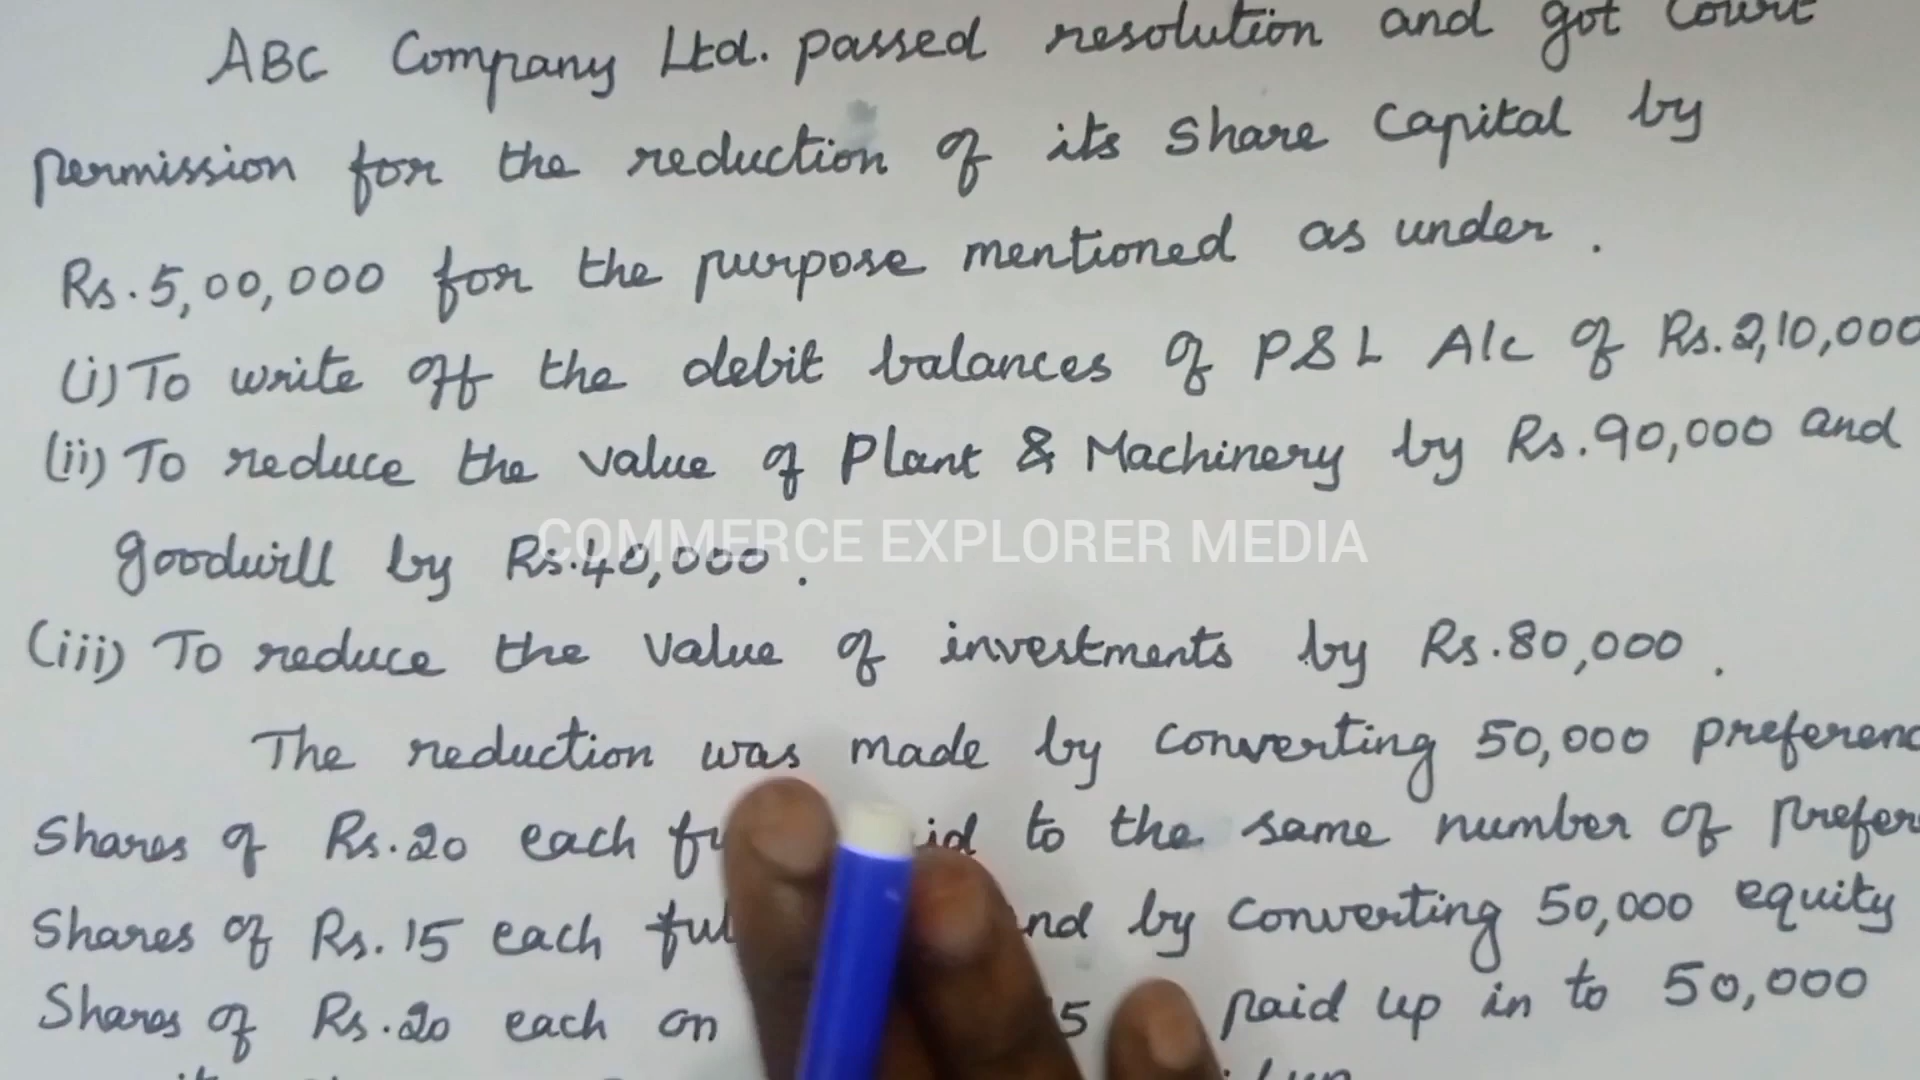 ABC Company Ltd. passed resolution and got Court
permission for the reduction of its Share Capital by
Rs.5,00,000 for the purpose mentioned as under.
(i) To write off the debit balances of P&L A/c of Rs.2,10,000
(ii) To reduce the value of Plant & Machinery by Rs.90,000 and
goodwill by Rs.40,000.
COMMERCE EXPLORER MEDIA
(iii) To reduce the value of investments by Rs.80,000.
The reduction was made by converting 50,000 preferenc
Shares of Rs.20 each fu id to the same number of prefer
Shares of Rs.15 each ful nd by converting 50,000 equity
Shares of Rs.20 each on 5 paid up in to 50,000